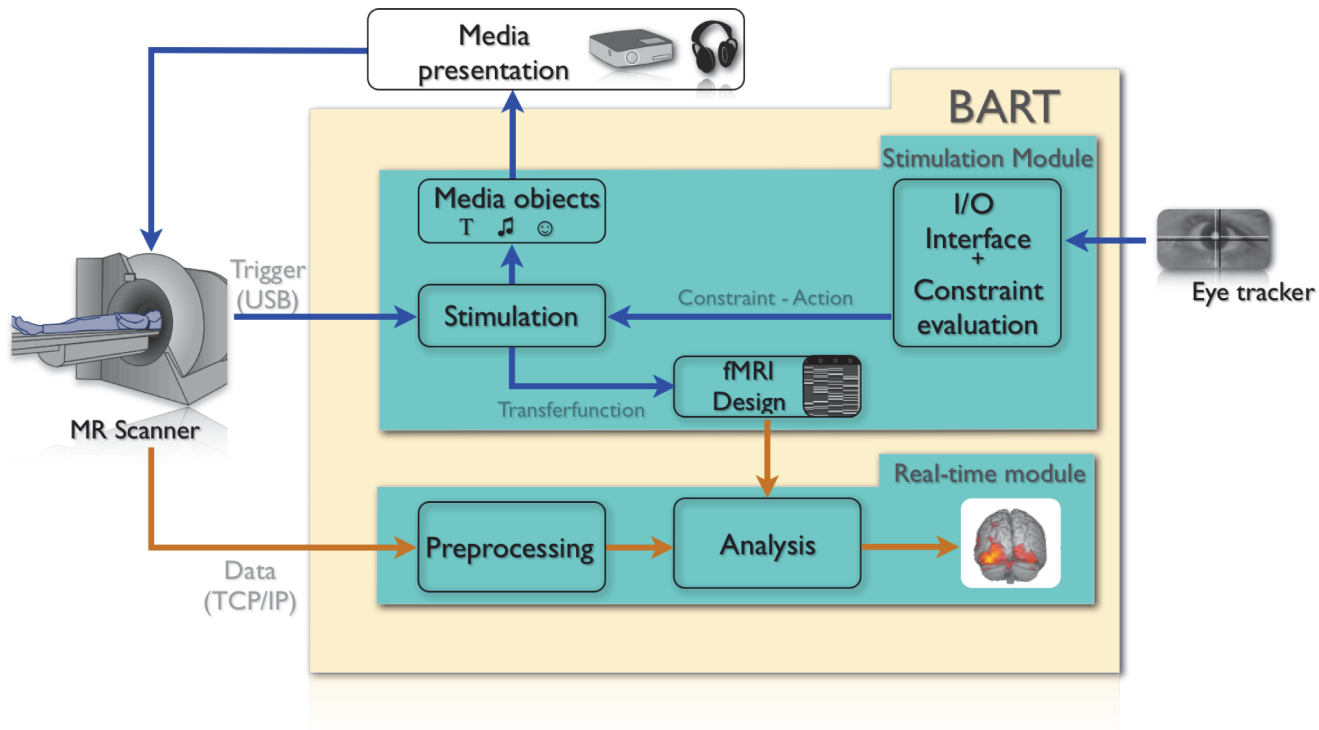 Media
presentation
BART
Stimulation Module
Media objects
T
I/O
Interface
+
Constraint
evaluation
Eye tracker
Trigger
(USB)
Stimulation
Constraint - Action
fMRI
Design
Transferfunction
MR Scanner
Real-time module
Preprocessing
Analysis
Data
(TCP/IP)